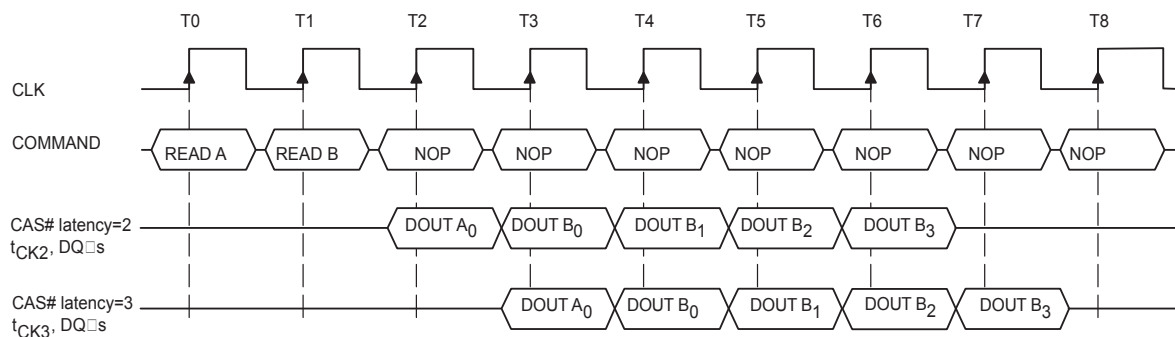 T0 T1 T2 T3 T4 T5 T6 T7 T8
CLK
COMMAND READ A READ B NOP NOP NOP NOP NOP NOP NOP
CAS# latency=2
tCK2, DQ□s
DOUT A0 DOUT B0 DOUT B1 DOUT B2 DOUT B3
CAS# latency=3
tCK3, DQ□s
DOUT A0 DOUT B0 DOUT B1 DOUT B2 DOUT B3